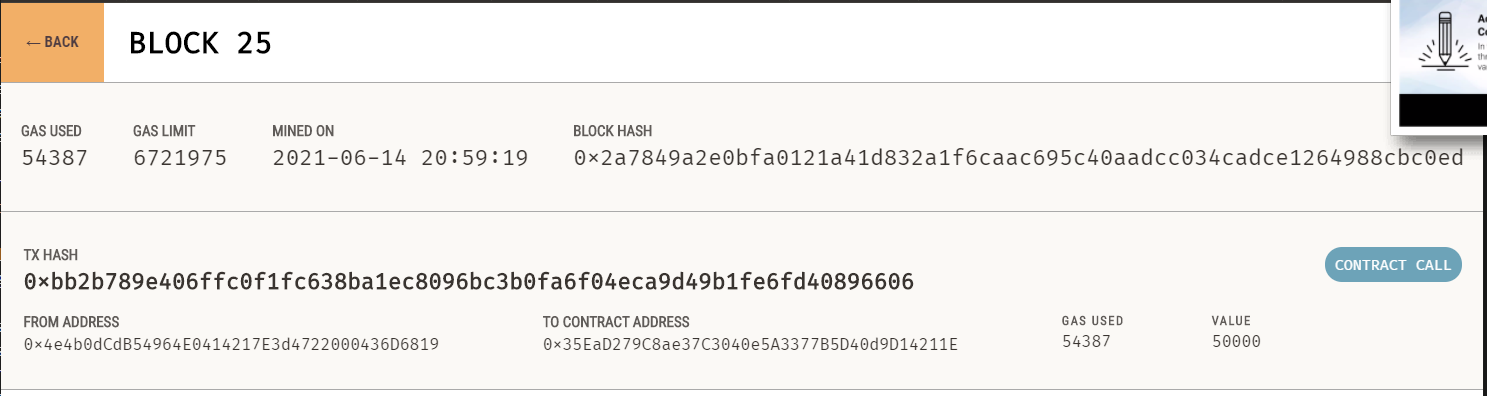 ← BACK
BLOCK 25
Ac
Co
In
thr
va
GAS USED GAS LIMIT MINED ON BLOCK HASH
54387 6721975 2021-06-14 20:59:19 0×2a7849a2e0bfa0121a41d832a1f6caac695c40aadcc034cadce1264988cbc0ed
TX HASH
0×bb2b789e406ffc0f1fc638ba1ec8096bc3b0fa6f04eca9d49b1fe6fd40896606
CONTRACT CALL
FROM ADDRESS TO CONTRACT ADDRESS GAS USED VALUE
0×4e4b0dCdB54964E0414217E3d4722000436D6819 0×35EaD279C8ae37C3040e5A3377B5D40d9D14211E 54387 50000